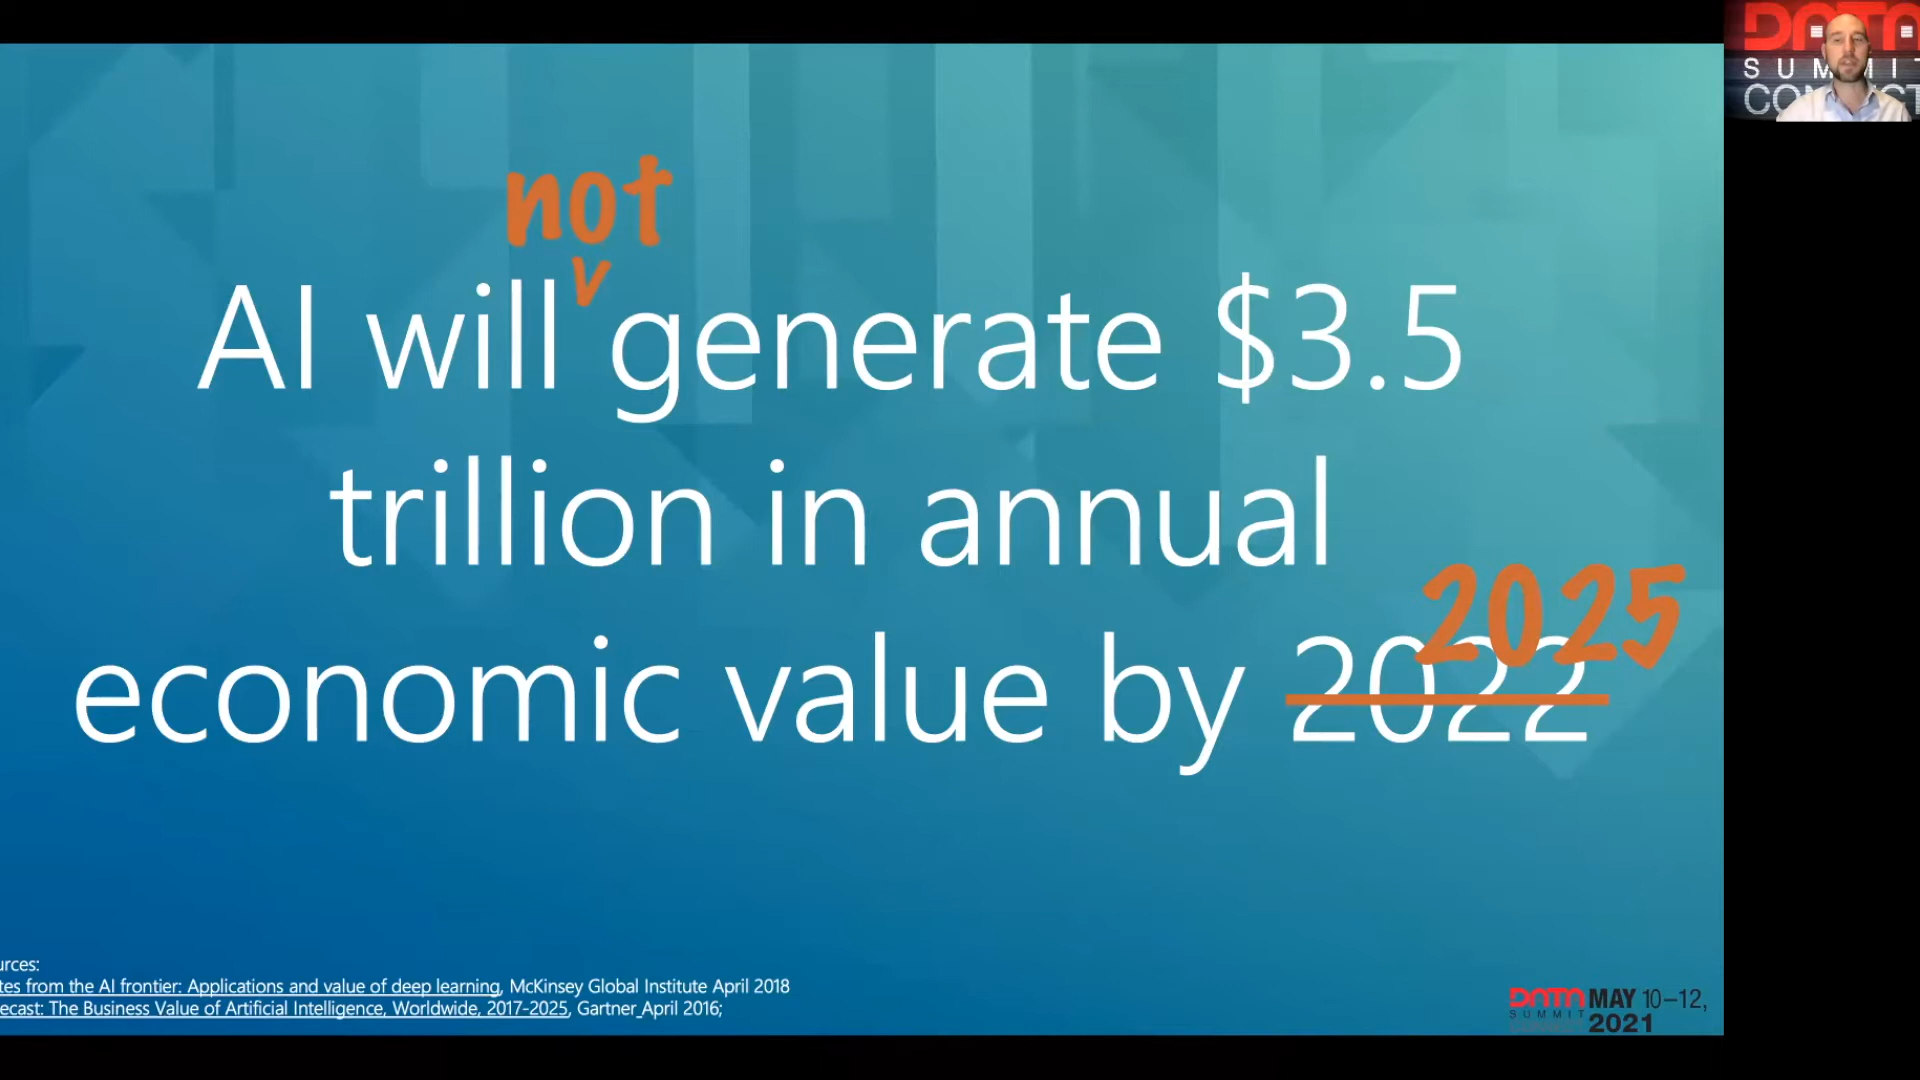 not
v
AI will generate $3.5
trillion in annual
2025
economic value by 2022
urces:
tes from the AI frontier: Applications and value of deep learning, McKinsey Global Institute April 2018
ecast: The Business Value of Artificial Intelligence, Worldwide, 2017-2025, Gartner April 2016;
DATA
SUMMIT
MAY 10–12,
2021
DATA